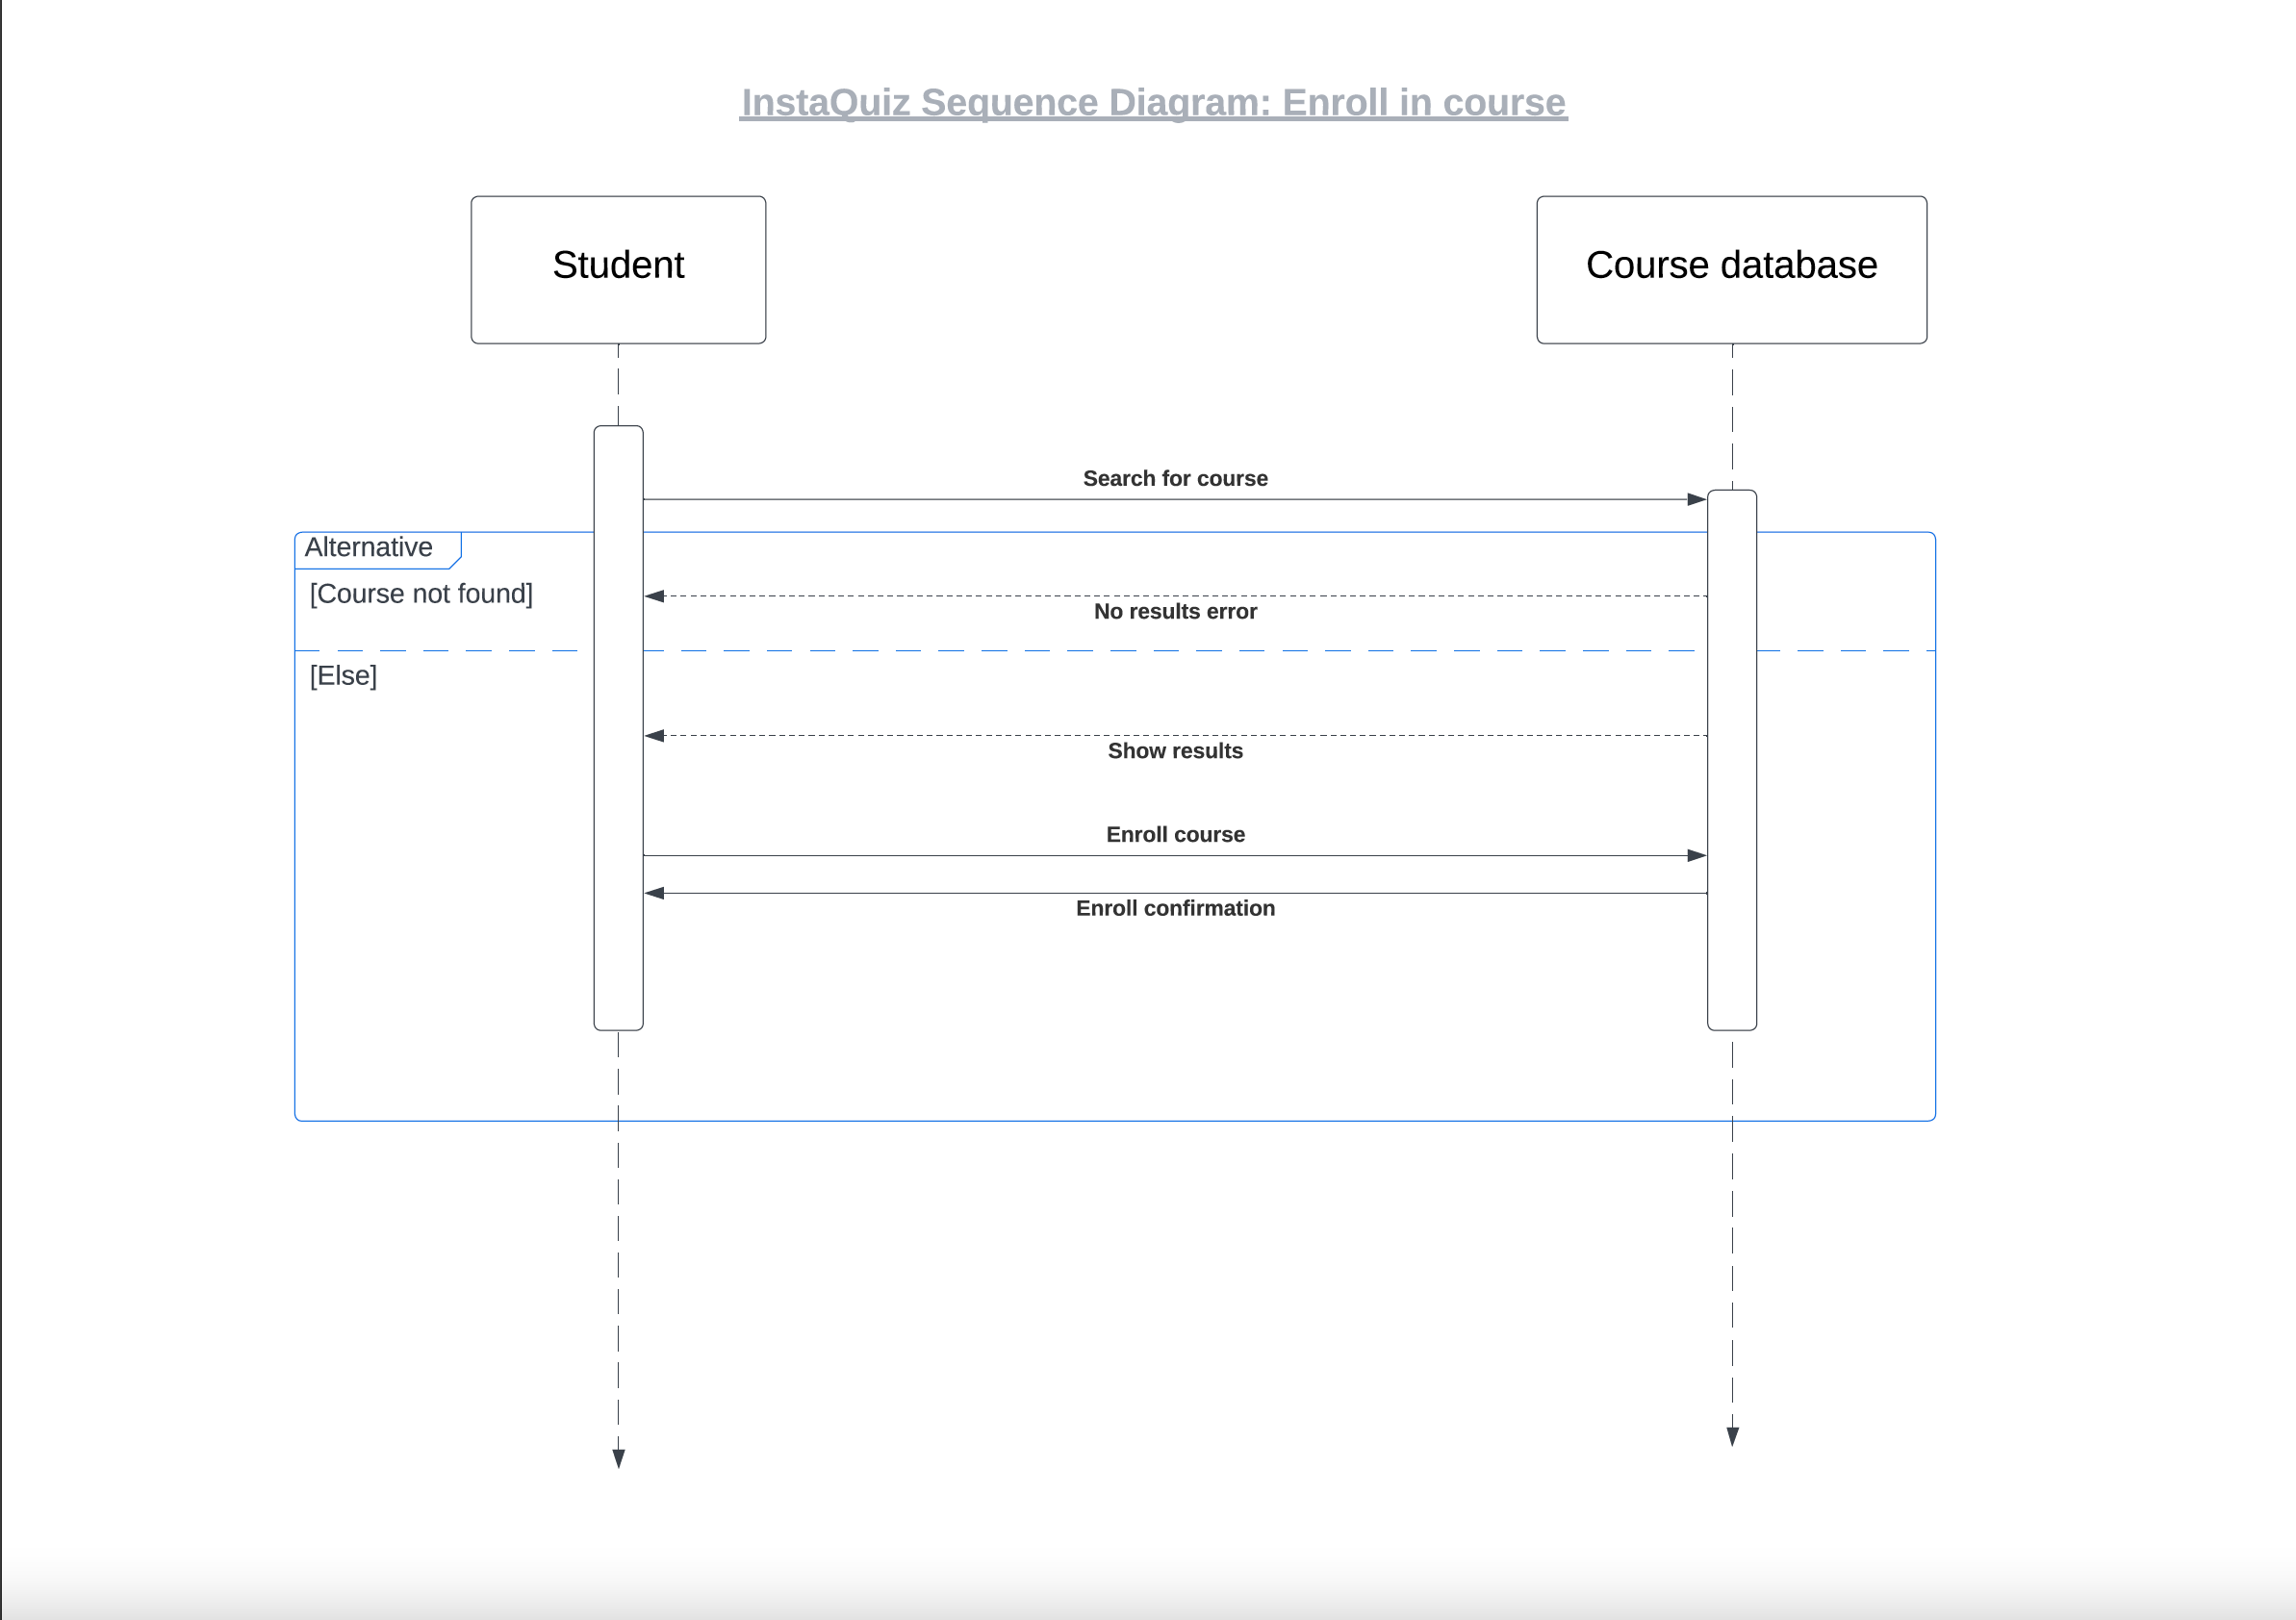 InstaQuiz Sequence Diagram: Enroll in course
Student
Course database
Search for course
Alternative
[Course not found]
No results error
[Else]
Show results
Enroll course
Enroll confirmation